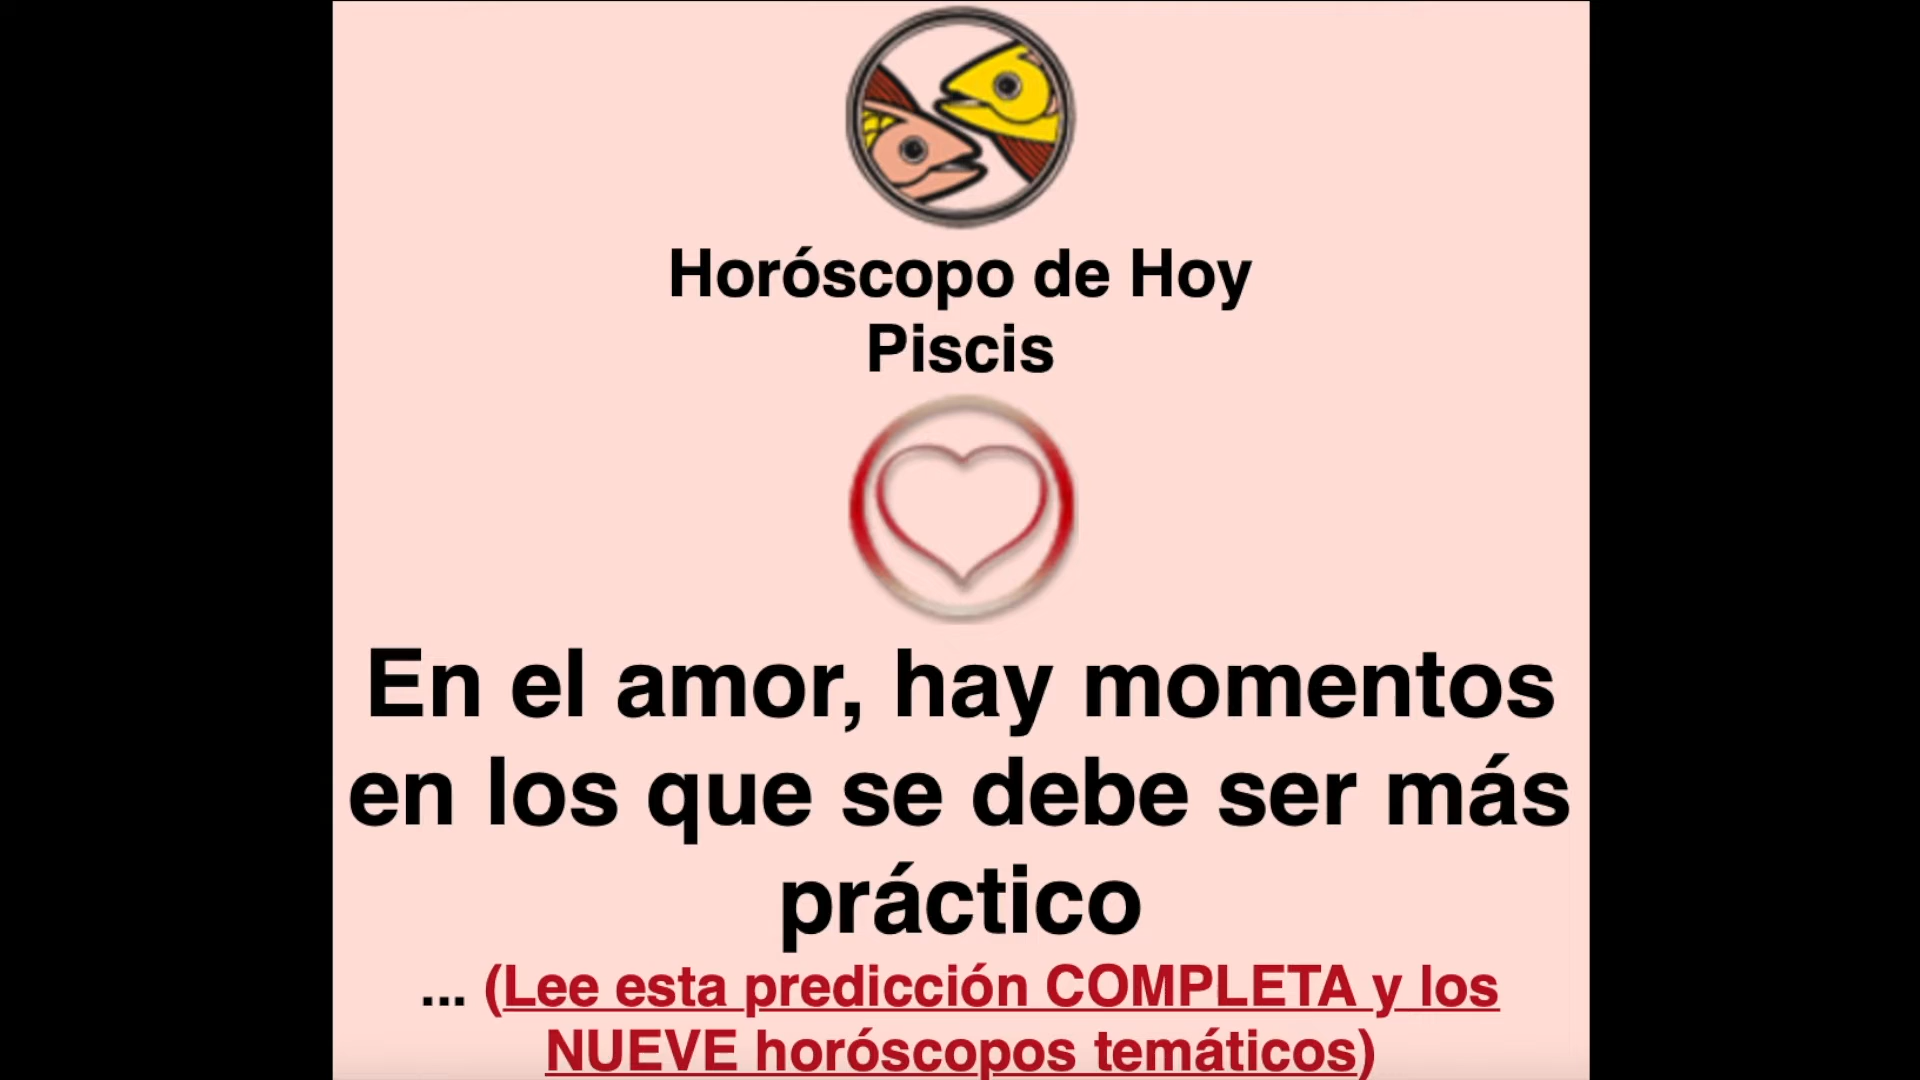 Horóscopo de Hoy
Piscis
En el amor, hay momentos
en los que se debe ser más
práctico
... (Lee esta predicción COMPLETA y los
NUEVE horóscopos temáticos)